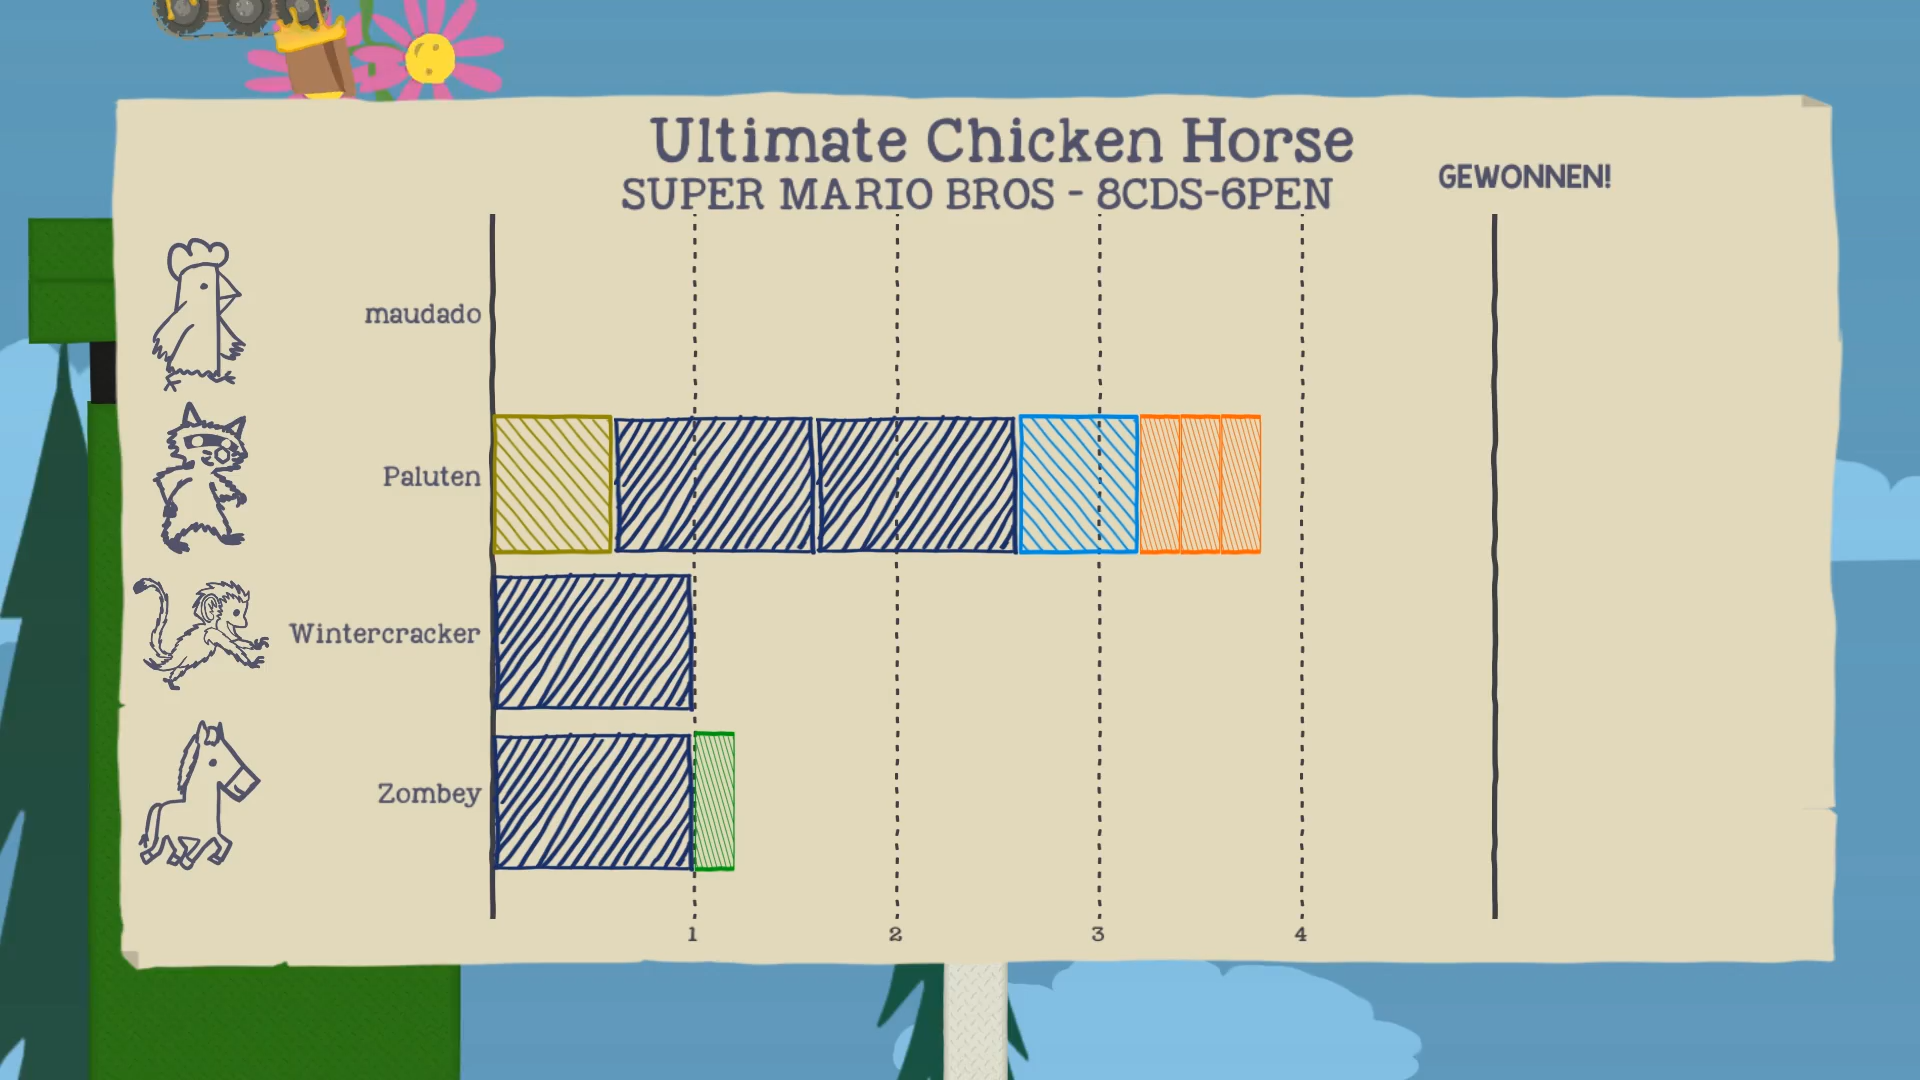 Ultimate Chicken Horse
SUPER MARIO BROS - 8CDS-6PEN
GEWONNEN!
maudado
Paluten
Wintercracker
Zombey
1 2 3 4